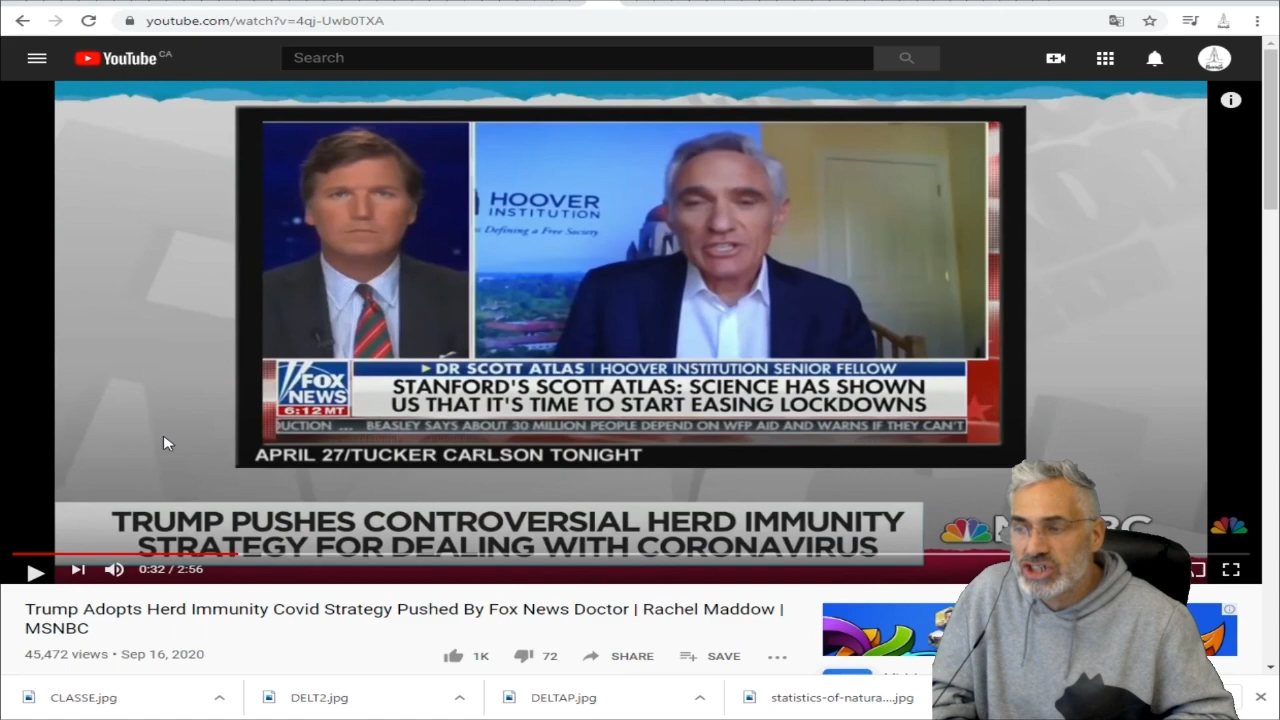 youtube.com/watch?v=4qj-Uwb0TXA
YouTube CA
Search
HOOVER
INSTITUTION
Defining a Free Society
DR SCOTT ATLAS | HOOVER INSTITUTION SENIOR FELLOW
FOX
NEWS
6:12 MT
STANFORD'S SCOTT ATLAS: SCIENCE HAS SHOWN
US THAT IT'S TIME TO START EASING LOCKDOWNS
UCTION ... BEASLEY SAYS ABOUT 30 MILLION PEOPLE DEPEND ON WFP AID AND WARNS IF THEY CAN'T
APRIL 27/TUCKER CARLSON TONIGHT
TRUMP PUSHES CONTROVERSIAL HERD IMMUNITY
STRATEGY FOR DEALING WITH CORONAVIRUS
0:32 / 2:56
Trump Adopts Herd Immunity Covid Strategy Pushed By Fox News Doctor | Rachel Maddow |
MSNBC
45,472 views • Sep 16, 2020
1K
72
SHARE
SAVE
CLASSE.jpg
DELT2.jpg
DELTAP.jpg
statistics-of-natura....jpg